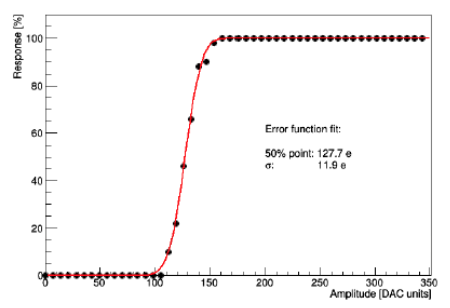 Response [%]
100
80
60
40
20
0
Error function fit:
50% point: 127.7 e
σ: 11.9 e
0 50 100 150 200 250 300 350
Amplitude [DAC units]